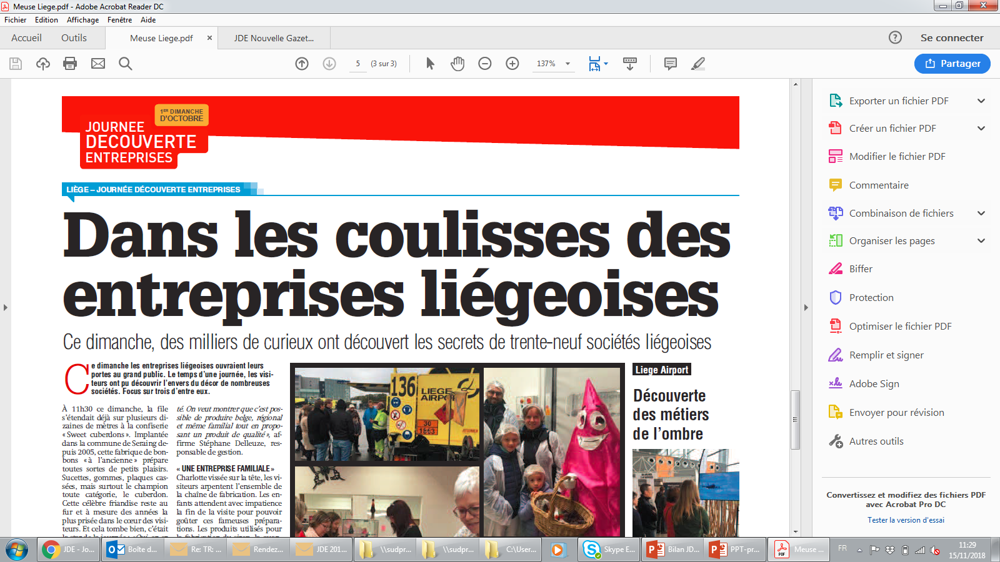 Meuse Liege.pdf - Adobe Acrobat Reader DC
Fichier Edition Affichage Fenêtre Aide
Accueil Outils Meuse Liege.pdf × JDE Nouvelle Gazet... ? Se connecter
5 (3 sur 3) 137% Partager
1ER DIMANCHE
D'OCTOBRE
JOURNEE
DECOUVERTE
ENTREPRISES
LIÈGE – JOURNÉE DÉCOUVERTE ENTREPRISES
Dans les coulisses des
entreprises liégeoises
Ce dimanche, des milliers de curieux ont découvert les secrets de trente-neuf sociétés liégeoises
Ce dimanche les entreprises liégeoises ouvraient leurs
portes au grand public. Le temps d'une journée, les visi-
teurs ont pu découvrir l'envers du décor de nombreuses
sociétés. Focus sur trois d'entre eux.
À 11h30 ce dimanche, la file
s'étendait déjà sur plusieurs di-
zaines de mètres à la confiserie
«Sweet cuberdons». Implantée
dans la commune de Seraing de-
puis 2005, cette fabrique de bon-
bons «à l'ancienne» prépare
toutes sortes de petits plaisirs.
Sucettes, gommes, plaques cas-
sées, mais surtout le champion
toute catégorie, le cuberdon.
Cette célèbre friandise reste au
fur et à mesure des années la
plus prisée dans le cœur des visi-
teurs. Et cela tombe bien, c'était
té. On veut montrer que c'est pos-
sible de produire belge, régional
et même familial tout en propo-
sant un produit de qualité», af-
firme Stéphane Delleuze, res-
ponsable de gestion.
« UNE ENTREPRISE FAMILIALE »
Charlotte vissée sur la tête, les vi-
siteurs arpentent l'ensemble de
la chaîne de fabrication. Les en-
fants attendent avec impatience
la fin de la visite pour pouvoir
goûter ces fameuses prépara-
tions. Les produits utilisés pour
136
LIEGE
AIRPORT
30
1863
Liege Airport
Découverte
des métiers
de l'ombre
Exporter un fichier PDF
Créer un fichier PDF
Modifier le fichier PDF
Commentaire
Combinaison de fichiers
Organiser les pages
Biffer
Protection
Optimiser le fichier PDF
Remplir et signer
Adobe Sign
Envoyer pour révision
Autres outils
Convertissez et modifiez des fichiers PDF
avec Acrobat Pro DC
Tester la version d'essai
JDE - Jo... Boîte d... Re: TR: ... Rendez... JDE 201... \\sudpr... \\sudpr... C:\User... Skype E... Bilan JD... PPT-pr... Meuse ... FR 11:29
15/11/2018